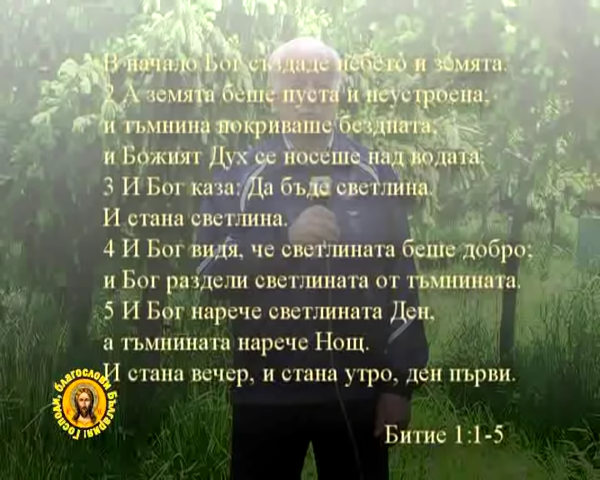 В начало Бог създаде небето и земята.
2 А земята беше пуста и неустроена;
и тъмнина покриваше бездната;
и Божият Дух се носеше над водата.
3 И Бог каза: Да бъде светлина.
И стана светлина.
4 И Бог видя, че светлината беше добро;
и Бог раздели светлината от тъмнината.
5 И Бог нарече светлината Ден,
а тъмнината нарече Нощ.
И стана вечер, и стана утро, ден първи.
Господи, благослови България!
Битие 1:1-5